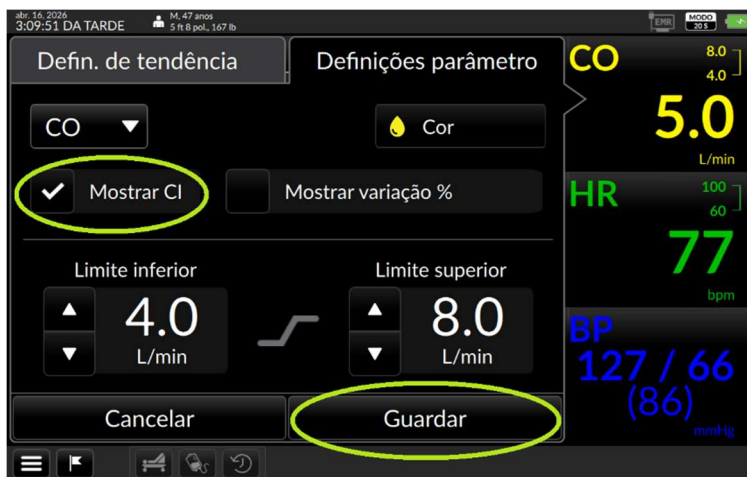 abr. 16, 2026
3:09:51 DA TARDE
M, 47 anos
5 ft 8 pol., 167 lb
EMR
MODO
20 S
Defin. de tendência
Definições parâmetro
CO
Cor
Mostrar CI
Mostrar variação %
Limite inferior
Limite superior
4.0
L/min
8.0
L/min
Cancelar
Guardar
CO
8.0
4.0
5.0
L/min
HR
100
60
77
bpm
BP
127 / 66
(86)
mmHg